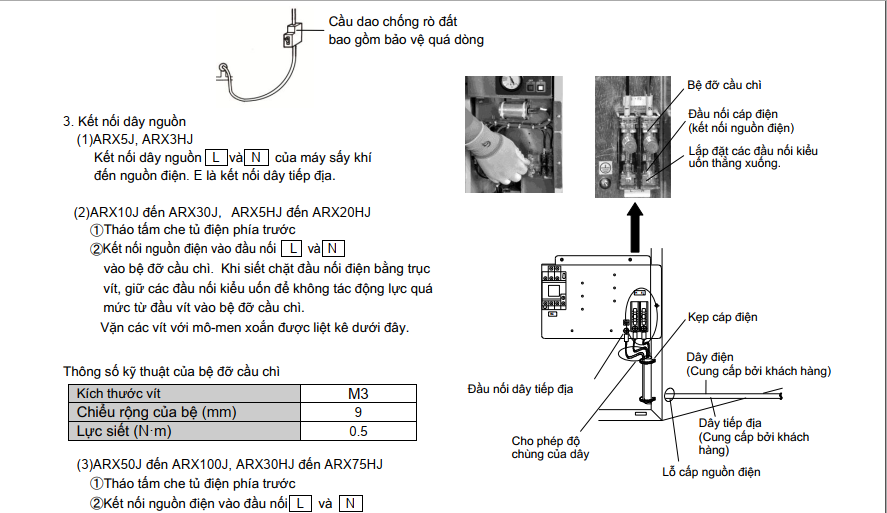 Cầu dao chống rò đất
bao gồm bảo vệ quá dòng
3. Kết nối dây nguồn
(1)ARX5J, ARX3HJ
Kết nối dây nguồn L và N của máy sấy khí
đến nguồn điện. E là kết nối dây tiếp địa.
(2)ARX10J đến ARX30J, ARX5HJ đến ARX20HJ
①Tháo tấm che tủ điện phía trước
②Kết nối nguồn điện vào đầu nối L và N
vào bệ đỡ cầu chì. Khi siết chặt đầu nối điện bằng trục
vít, giữ các đầu nối kiểu uốn để không tác động lực quá
mức từ đầu vít vào bệ đỡ cầu chì.
Vặn các vít với mô-men xoắn được liệt kê dưới đây.
Thông số kỹ thuật của bệ đỡ cầu chì
Kích thước vít M3
Chiểu rộng của bệ (mm) 9
Lực siết (N·m) 0.5
(3)ARX50J đến ARX100J, ARX30HJ đến ARX75HJ
①Tháo tấm che tủ điện phía trước
②Kết nối nguồn điện vào đầu nối L và N
Bệ đỡ cầu chì
Đầu nối cáp điện
(kết nối nguồn điện)
Lắp đặt các đầu nối kiểu
uốn thẳng xuống.
Kẹp cáp điện
Dây điện
(Cung cấp bởi khách hàng)
Đầu nối dây tiếp địa
Dây tiếp địa
(Cung cấp bởi khách
hàng)
Cho phép độ
chùng của dây
Lỗ cấp nguồn điện